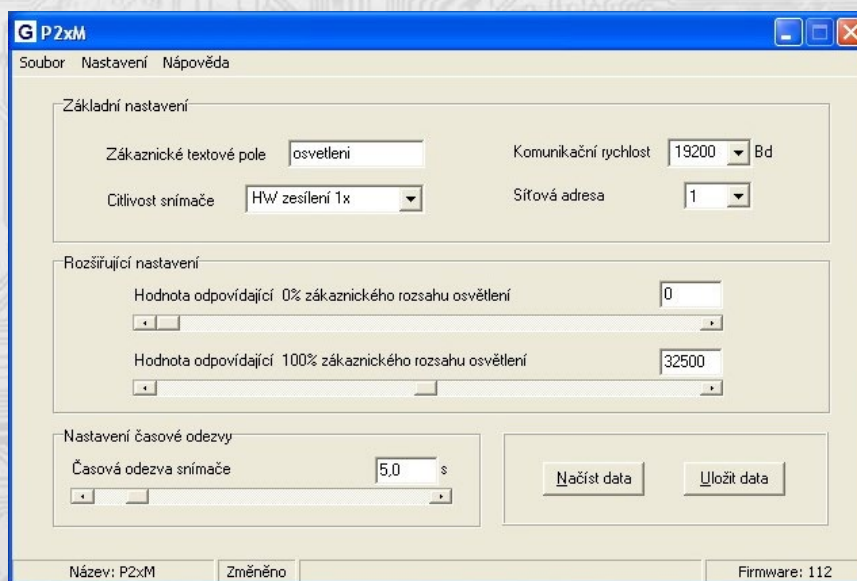 G P2xM
Soubor Nastavení Nápověda
Základní nastavení
Zákaznické textové pole osvetleni Komunikační rychlost 19200 Bd
Citlivost snímače HW zesílení 1x Síťová adresa 1
Rozšiřující nastavení
Hodnota odpovídající 0% zákaznického rozsahu osvětlení 0
Hodnota odpovídající 100% zákaznického rozsahu osvětlení 32500
Nastavení časové odezvy
Časová odezva snímače 5,0 s
Načíst data Uložit data
Název: P2xM Změněno Firmware: 112